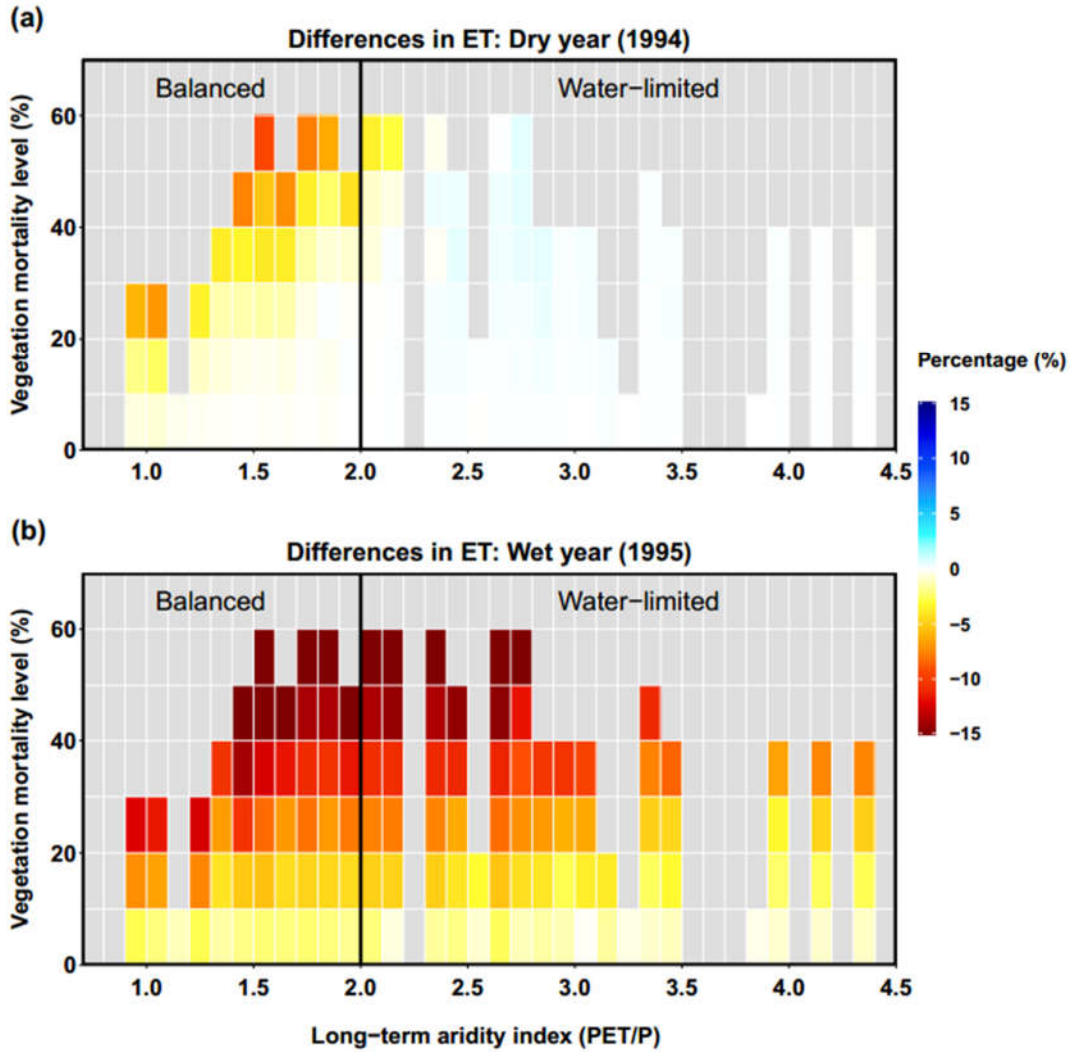 (a)
Differences in ET: Dry year (1994)
Balanced
Water−limited
Vegetation mortality level (%)
60
40
20
0
1.0 1.5 2.0 2.5 3.0 3.5 4.0 4.5
Percentage (%)
15
10
5
0
−5
−10
−15
(b)
Differences in ET: Wet year (1995)
Balanced
Water−limited
Vegetation mortality level (%)
60
40
20
0
1.0 1.5 2.0 2.5 3.0 3.5 4.0 4.5
Long−term aridity index (PET/P)